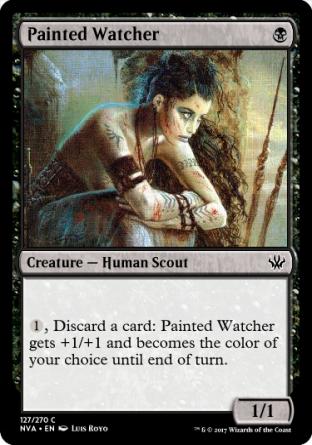 Painted Watcher
Creature — Human Scout
1, Discard a card: Painted Watcher
gets +1/+1 and becomes the color of
your choice until end of turn.
1/1
127/270 C
NVA • EN Luis Royo
™ & © 2017 Wizards of the Coast